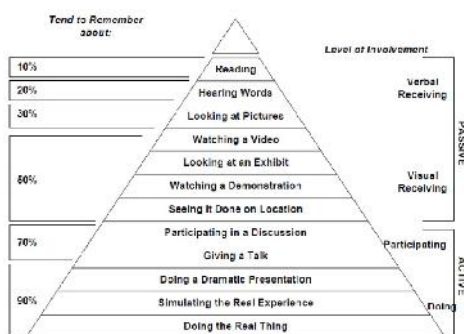 Tend to Remember
about:
Level of Involvement
10%
Reading
Verbal
Receiving
20%
Hearing Words
30%
Looking at Pictures
PASSIVE
Watching a Video
50%
Looking at an Exhibit
Watching a Demonstration
Visual
Receiving
Seeing It Done on Location
70%
Participating in a Discussion
Participating
Giving a Talk
ACTIVE
90%
Doing a Dramatic Presentation
Simulating the Real Experience
Doing
Doing the Real Thing